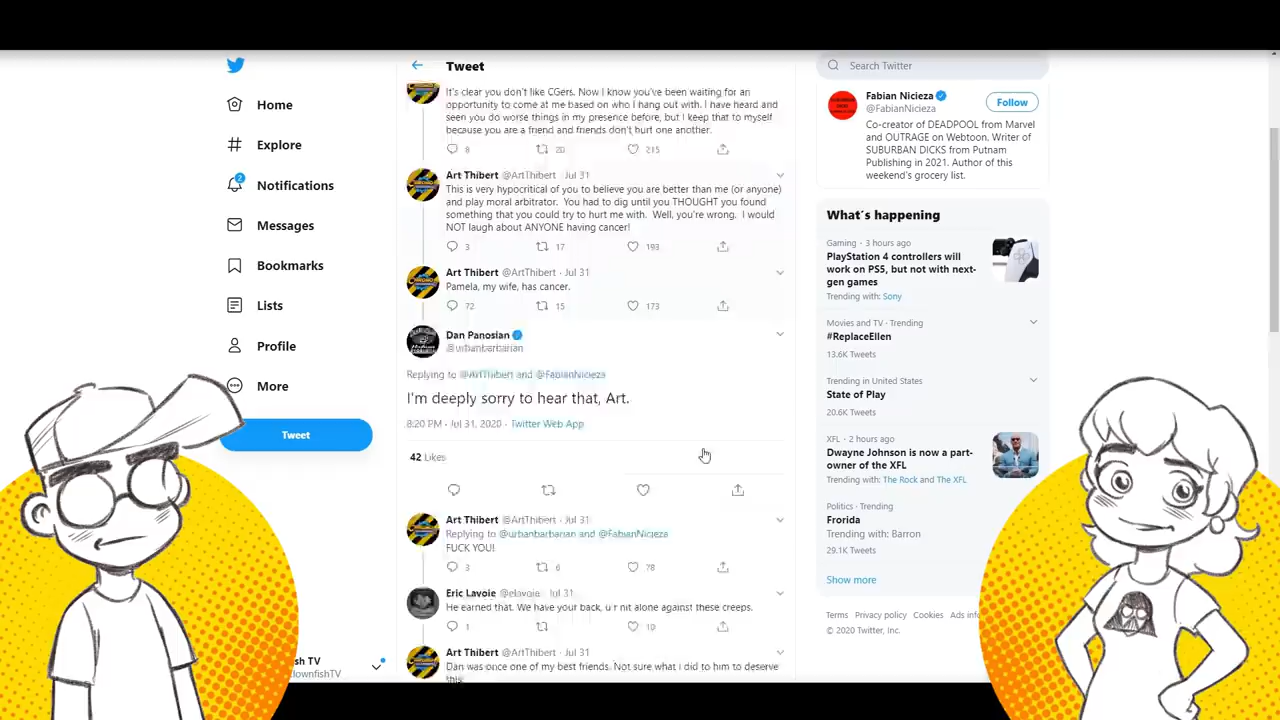 Home
Explore
2
Notifications
Messages
Bookmarks
Lists
Profile
More
Tweet
sh TV
lownfishTV
Tweet
It's clear you don't like CGers. Now I know you've been waiting for an
opportunity to come at me based on who I hang out with. I have heard and
seen you do worse things in my presence before, but I keep that to myself
because you are a friend and friends don't hurt one another.
8 20 215
Art Thibert @ArtThibert · Jul 31
This is very hypocritical of you to believe you are better than me (or anyone)
and play moral arbitrator. You had to dig until you THOUGHT you found
something that you could try to hurt me with. Well, you're wrong. I would
NOT laugh about ANYONE having cancer!
3 17 193
Art Thibert @ArtThibert · Jul 31
Pamela, my wife, has cancer.
72 15 173
Dan Panosian
@urbanbarbarian
Replying to @ArtThibert and @FabianNicieza
I'm deeply sorry to hear that, Art.
8:20 PM · Jul 31, 2020 · Twitter Web App
42 Likes
Art Thibert @ArtThibert · Jul 31
Replying to @urbanbarbarian and @FabianNicieza
FUCK YOU!
3 6 78
Eric Lavoie @elavoie · Jul 31
He earned that. We have your back, u r nit alone against these creeps.
1 10
Art Thibert @ArtThibert · Jul 31
Dan was once one of my best friends. Not sure what I did to him to deserve
this.
Search Twitter
Fabian Nicieza
@FabianNicieza
Follow
Co-creator of DEADPOOL from Marvel
and OUTRAGE on Webtoon. Writer of
SUBURBAN DICKS from Putnam
Publishing in 2021. Author of this
weekend's grocery list.
What's happening
Gaming · 3 hours ago
PlayStation 4 controllers will
work on PS5, but not with next-
gen games
Trending with: Sony
Movies and TV · Trending
#ReplaceEllen
13.6K Tweets
Trending in United States
State of Play
20.6K Tweets
XFL · 2 hours ago
Dwayne Johnson is now a part-
owner of the XFL
Trending with: The Rock and The XFL
Politics · Trending
Frorida
Trending with: Barron
29.1K Tweets
Show more
Terms Privacy policy Cookies Ads info
© 2020 Twitter, Inc.